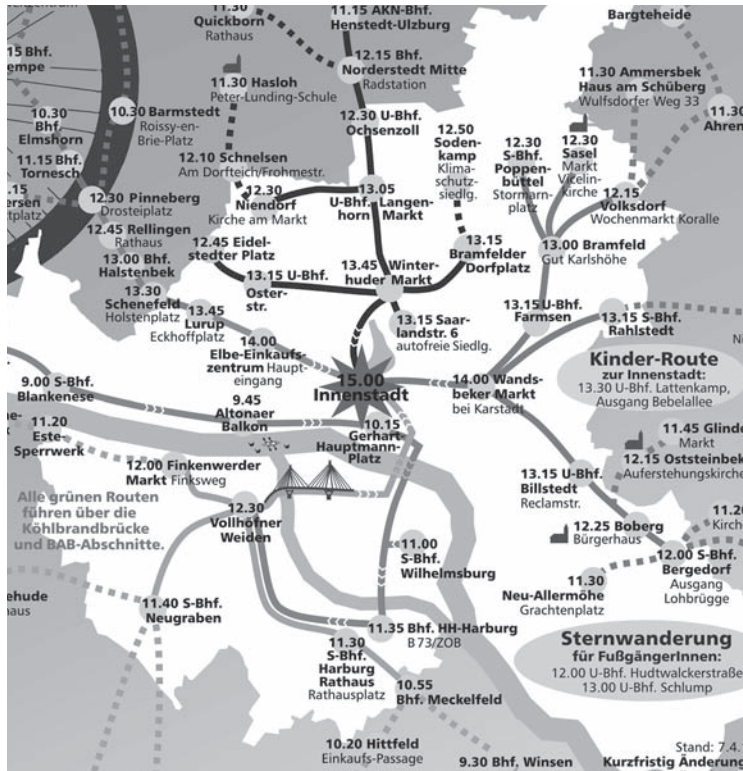 11.30
Quickborn
Rathaus
11.15 AKN-Bhf.
Henstedt-Ulzburg
Bargteheide
15 Bhf.
empe
12.15 Bhf.
Norderstedt Mitte
Radstation
11.30 Hasloh
Peter-Lunding-Schule
11.30 Ammersbek
Haus am Schüberg
Wulfsdorfer Weg 33
10.30
Bhf.
Elmshorn
10.30 Barmstedt
Roissy-en-
Brie-Platz
12.30 U-Bhf.
Ochsenzoll
12.50
Soden-
kamp
Klima-
schutz-
siedlg.
12.30
S-Bhf.
Poppen-
büttel
Stormarn-
platz
12.30
Sasel
Markt
Vicelin-
kirche
11.30
Ahren
11.15 Bhf.
Tornesch
12.10 Schnelsen
Am Dorfteich/Frohmestr.
.15
ersen
tplatz
12.30 Pinneberg
Drosteiplatz
12.30
Niendorf
Kirche am Markt
13.05
U-Bhf. Langen-
horn Markt
12.15
Volksdorf
Wochenmarkt Koralle
12.45 Rellingen
Rathaus
12.45 Eidel-
stedter Platz
13.15
Bramfelder
Dorfplatz
13.00 Bramfeld
Gut Karlshöhe
13.00 Bhf.
Halstenbek
13.15 U-Bhf.
Oster-
str.
13.45 Winter-
huder Markt
13.30
Schenefeld
Holstenplatz
13.45
Lurup
Eckhoffplatz
13.15 Saar-
landstr. 6
autofreie Siedlg.
13.15 U-Bhf.
Farmsen
13.15 S-Bhf.
Rahlstedt
14.00
Elbe-Einkaufs-
zentrum Haupt-
eingang
Ni
Kinder-Route
zur Innenstadt:
13.30 U-Bhf. Lattenkamp,
Ausgang Bebelallee
9.00 S-Bhf.
Blankenese
15.00
Innenstadt
14.00 Wands-
beker Markt
bei Karstadt
9.45
Altonaer
Balkon
10.15
Gerhart-
Hauptmann-
Platz
11.20
Este-
Sperrwerk
11.45 Glinde
Markt
12.15 Oststeinbek
Auferstehungskirche
12.00 Finkenwerder
Markt Finksweg
13.15 U-Bhf.
Billstedt
Reclamstr.
Alle grünen Routen
führen über die
Köhlbrandbrücke
und BAB-Abschnitte.
12.30
Vollhöfner
Weiden
11.20
Kirche
12.25 Boberg
Bürgerhaus
11.00
S-Bhf.
Wilhelmsburg
12.00 S-Bhf.
Bergedorf
Ausgang
Lohbrügge
11.30
Neu-Allermöhe
Grachtenplatz
ehude
haus
11.40 S-Bhf.
Neugraben
11.35 Bhf. HH-Harburg
B73/ZOB
11.30
S-Bhf.
Harburg
Rathaus
Rathausplatz
Sternwanderung
für FußgängerInnen:
12.00 U-Bhf. Hudtwalckerstraße
13.00 U-Bhf. Schlump
10.55
Bhf. Meckelfeld
10.20 Hittfeld
Einkaufs-Passage
9.30 Bhf, Winsen
Stand: 7.4.
Kurzfristig Änderung